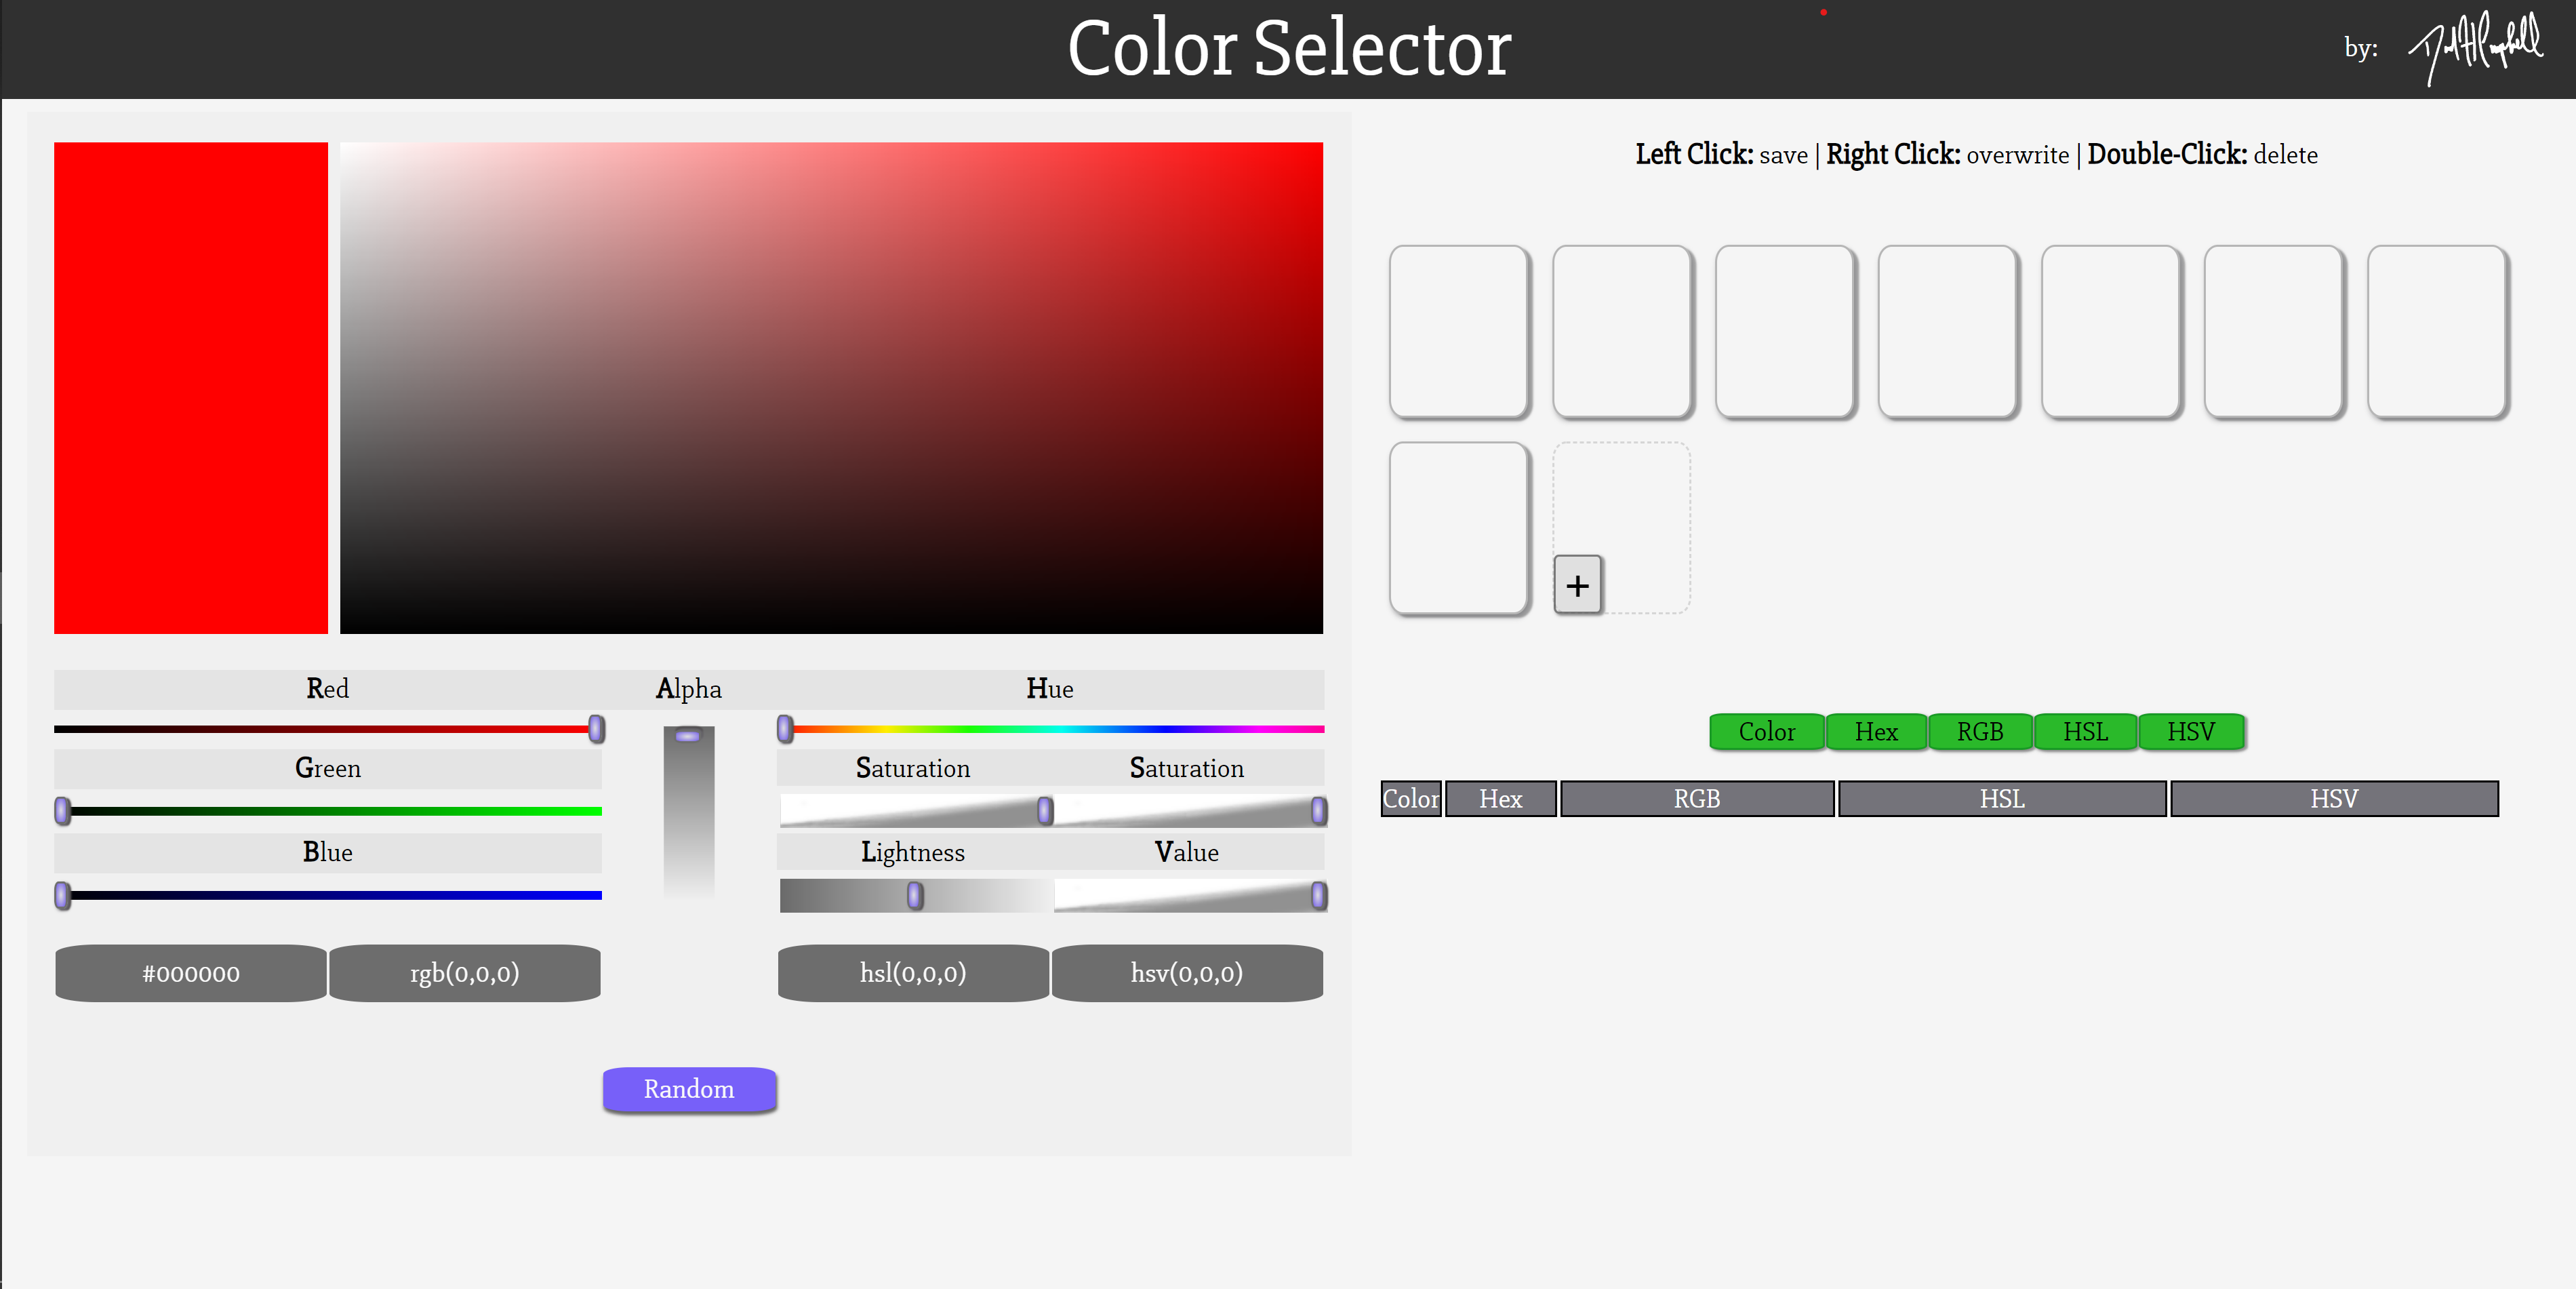 Color Selector
by:
Left Click: save | Right Click: overwrite | Double-Click: delete
+
Red
Alpha
Hue
Green
Saturation
Saturation
Blue
Lightness
Value
#000000
rgb(0,0,0)
hsl(0,0,0)
hsv(0,0,0)
Random
Color
Hex
RGB
HSL
HSV
Color
Hex
RGB
HSL
HSV